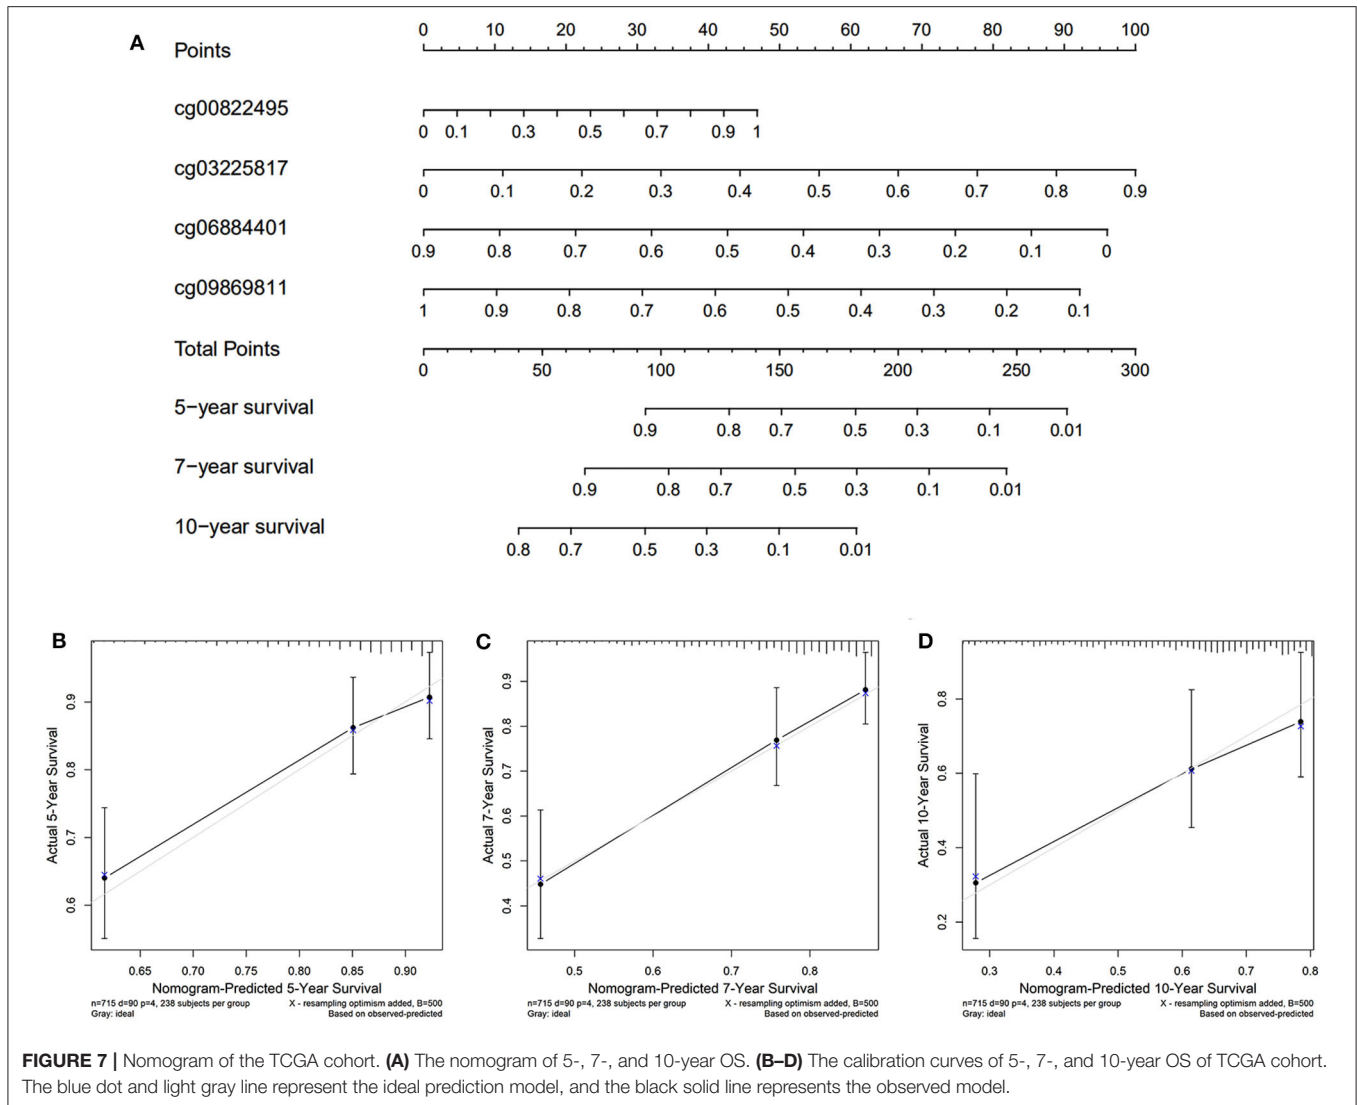 A
Points
0 10 20 30 40 50 60 70 80 90 100
cg00822495
0 0.1 0.3 0.5 0.7 0.9 1
cg03225817
0 0.1 0.2 0.3 0.4 0.5 0.6 0.7 0.8 0.9
cg06884401
0.9 0.8 0.7 0.6 0.5 0.4 0.3 0.2 0.1 0
cg09869811
1 0.9 0.8 0.7 0.6 0.5 0.4 0.3 0.2 0.1
Total Points
0 50 100 150 200 250 300
5−year survival
0.9 0.8 0.7 0.5 0.3 0.1 0.01
7−year survival
0.9 0.8 0.7 0.5 0.3 0.1 0.01
10−year survival
0.8 0.7 0.5 0.3 0.1 0.01
B
Actual 5-Year Survival
0.9
0.8
0.7
0.6
0.65 0.70 0.75 0.80 0.85 0.90
Nomogram-Predicted 5-Year Survival
n=715 d=90 p=4, 238 subjects per group
Gray: ideal
X - resampling optimism added, B=500
Based on observed-predicted
C
Actual 7-Year Survival
0.9
0.8
0.7
0.6
0.5
0.4
0.5 0.6 0.7 0.8
Nomogram-Predicted 7-Year Survival
n=715 d=90 p=4, 238 subjects per group
Gray: ideal
X - resampling optimism added, B=500
Based on observed-predicted
D
Actual 10-Year Survival
0.8
0.6
0.4
0.2
0.3 0.4 0.5 0.6 0.7 0.8
Nomogram-Predicted 10-Year Survival
n=715 d=90 p=4, 238 subjects per group
Gray: ideal
X - resampling optimism added, B=500
Based on observed-predicted
FIGURE 7 | Nomogram of the TCGA cohort. (A) The nomogram of 5-, 7-, and 10-year OS. (B–D) The calibration curves of 5-, 7-, and 10-year OS of TCGA cohort.
The blue dot and light gray line represent the ideal prediction model, and the black solid line represents the observed model.